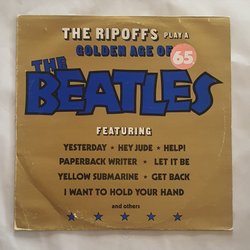 THE RIPOFFS PLAY A
GOLDEN AGE OF
65
THE
BEATLES
FEATURING
YESTERDAY ★ HEY JUDE ★ HELP!
PAPERBACK WRITER ★ LET IT BE
YELLOW SUBMARINE ★ GET BACK
I WANT TO HOLD YOUR HAND
and others
★ ★ ★ ★ ★